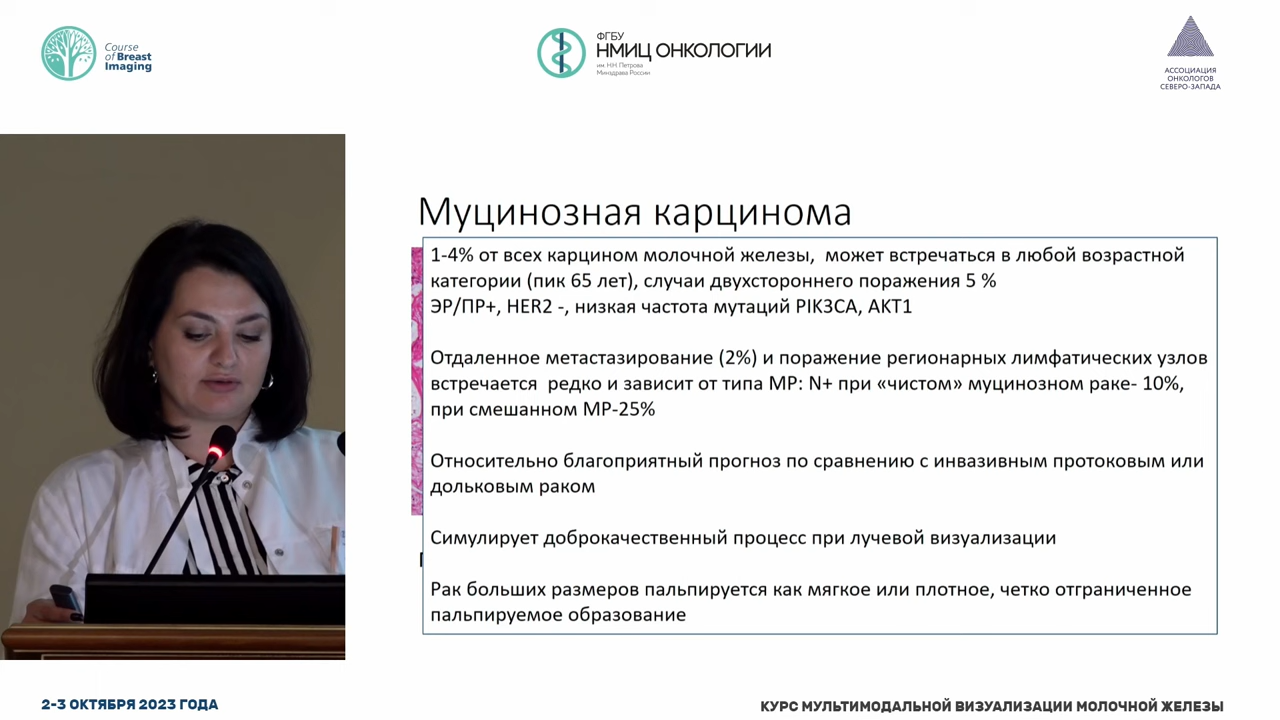 Course
of Breast
Imaging
ФГБУ
НМИЦ ОНКОЛОГИИ
им. Н.Н. Петрова
Минздрава России
АССОЦИАЦИЯ
ОНКОЛОГОВ
СЕВЕРО-ЗАПАДА
Муцинозная карцинома
1-4% от всех карцином молочной железы, может встречаться в любой возрастной
категории (пик 65 лет), случаи двухстороннего поражения 5 %
ЭР/ПР+, HER2 -, низкая частота мутаций PIK3CA, AKT1
Отдаленное метастазирование (2%) и поражение регионарных лимфатических узлов
встречается редко и зависит от типа МР: N+ при «чистом» муцинозном раке- 10%,
при смешанном МР-25%
Относительно благоприятный прогноз по сравнению с инвазивным протоковым или
дольковым раком
Симулирует доброкачественный процесс при лучевой визуализации
Рак больших размеров пальпируется как мягкое или плотное, четко отграниченное
пальпируемое образование
2-3 ОКТЯБРЯ 2023 ГОДА
КУРС МУЛЬТИМОДАЛЬНОЙ ВИЗУАЛИЗАЦИИ МОЛОЧНОЙ ЖЕЛЕЗЫ